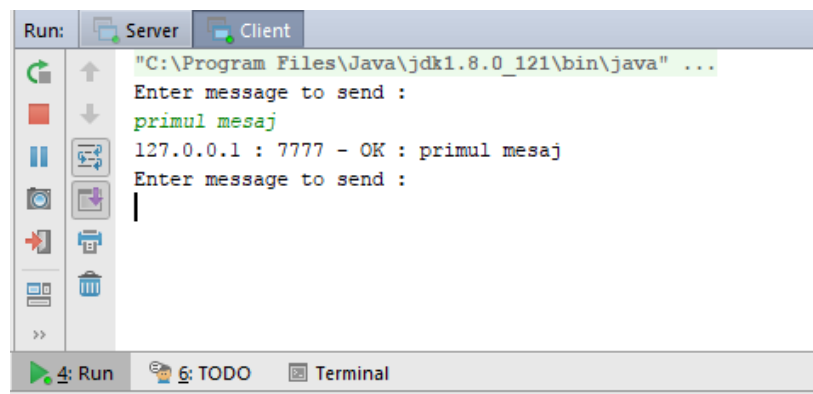 Run: Server Client
"C:\Program Files\Java\jdk1.8.0_121\bin\java" ...
Enter message to send :
primul mesaj
127.0.0.1 : 7777 - OK : primul mesaj
Enter message to send :
4: Run 6: TODO Terminal